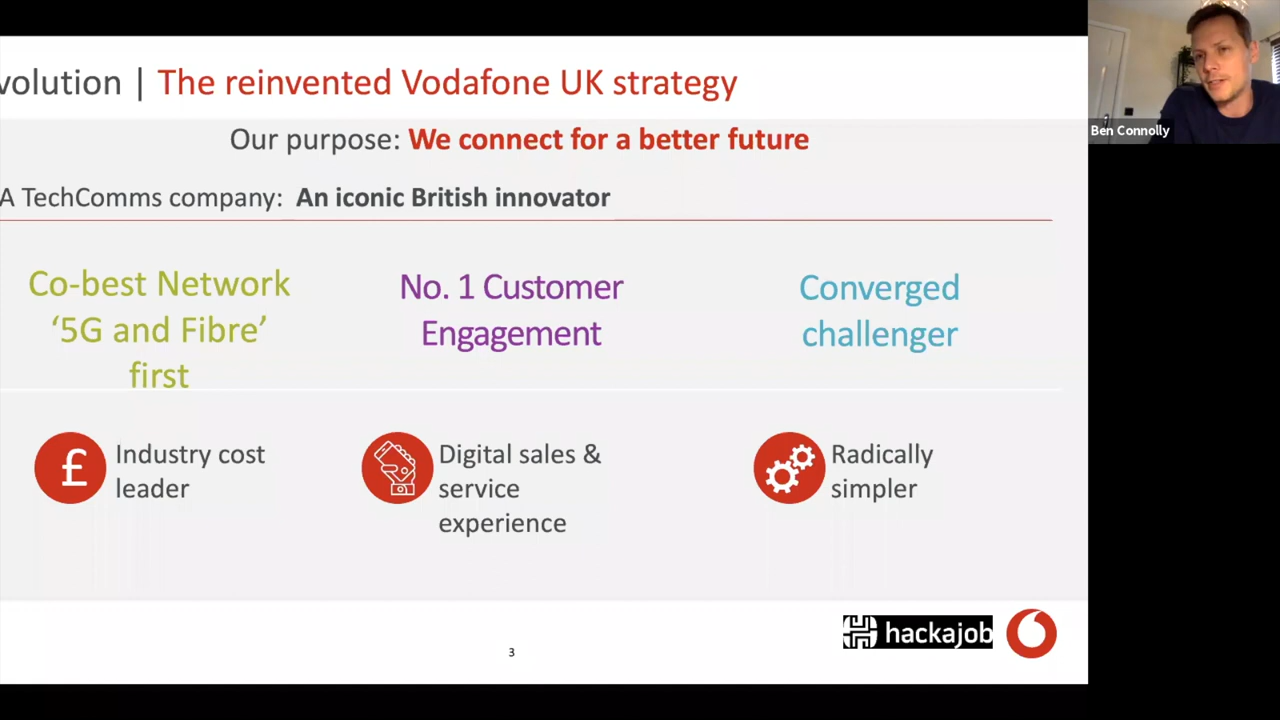 volution | The reinvented Vodafone UK strategy
Our purpose: We connect for a better future
A TechComms company: An iconic British innovator
Co-best Network
‘5G and Fibre’
first
No. 1 Customer
Engagement
Converged
challenger
£
Industry cost
leader
Digital sales &
service
experience
Radically
simpler
hackajob
3
Ben Connolly